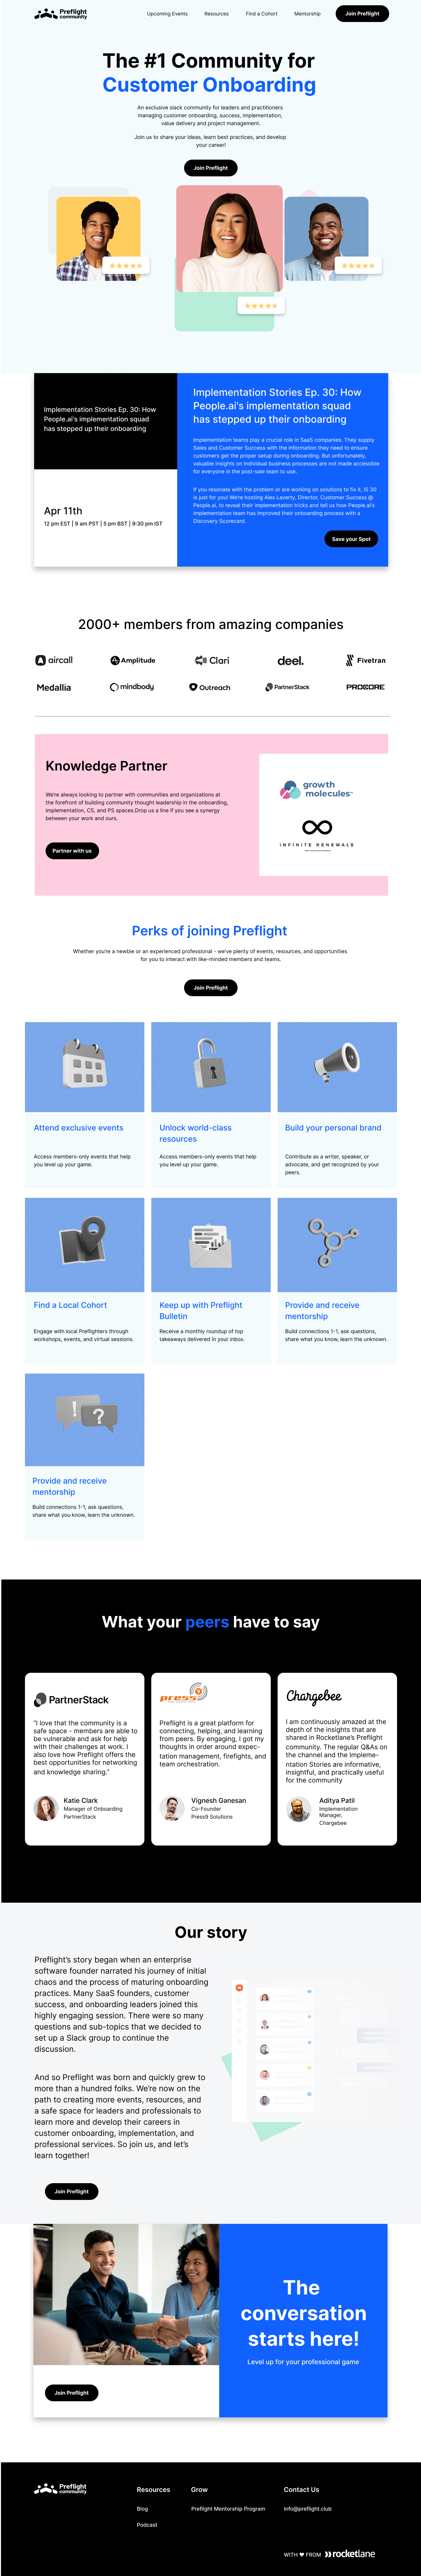 Preflight
community
Upcoming Events
Resources
Find a Cohort
Mentorship
Join Preflight
The #1 Community for
Customer Onboarding
An exclusive slack community for leaders and practitioners
managing customer onboarding, success, implementation,
value delivery and project management.
Join us to share your ideas, learn best practices, and develop
your career!
Join Preflight
Implementation Stories Ep. 30: How
People.ai's implementation squad
has stepped up their onboarding
Apr 11th
12 pm EST | 9 am PST | 5 pm BST | 9:30 pm IST
Implementation Stories Ep. 30: How
People.ai's implementation squad
has stepped up their onboarding
Implementation teams play a crucial role in SaaS companies. They supply
Sales and Customer Success with the information they need to ensure
customers get the proper setup during onboarding. But unfortunately,
valuable insights on individual business processes are not made accessible
for everyone in the post-sale team to use.
If you resonate with the problem or are working on solutions to fix it, IS 30
is just for you! We're hosting Alex Laverty, Director, Customer Success @
People.ai, to reveal their implementation tricks and tell us how People.ai's
implementation team has improved their onboarding process with a
Discovery Scorecard.
Save your Spot
2000+ members from amazing companies
aircall
Amplitude
Clari
deel.
Fivetran
Medallia
mindbody
Outreach
PartnerStack
PROCORE
Knowledge Partner
We're always looking to partner with communities and organizations at
the forefront of building community thought leadership in the onboarding,
implementation, CS, and PS spaces.Drop us a line if you see a synergy
between your work and ours.
Partner with us
growth
molecules™
INFINITE RENEWALS
Perks of joining Preflight
Whether you're a newbie or an experienced professional - we've plenty of events, resources, and opportunities
for you to interact with like-minded members and teams.
Join Preflight
Attend exclusive events
Access members-only events that help
you level up your game.
Unlock world-class
resources
Access members-only events that help
you level up your game.
Build your personal brand
Contribute as a writer, speaker, or
advocate, and get recognized by your
peers.
Find a Local Cohort
Engage with local Preflighters through
workshops, events, and virtual sessions.
Keep up with Preflight
Bulletin
Receive a monthly roundup of top
takeaways delivered in your inbox.
Provide and receive
mentorship
Build connections 1-1, ask questions,
share what you know, learn the unknown.
Provide and receive
mentorship
Build connections 1-1, ask questions,
share what you know, learn the unknown.
What your peers have to say
PartnerStack
"I love that the community is a
safe space - members are able to
be vulnerable and ask for help
with their challenges at work. I
also love how Preflight offers the
best opportunities for networking
and knowledge sharing."
Katie Clark
Manager of Onboarding
PartnerStack
press9
Preflight is a great platform for
connecting, helping, and learning
from peers. By engaging, I got my
thoughts in order around expec-
tation management, firefights, and
team orchestration.
Vignesh Ganesan
Co-Founder
Press9 Solutions
Chargebee
I am continuously amazed at the
depth of the insights that are
shared in Rocketlane's Preflight
community. The regular Q&As on
the channel and the Impleme-
ntation Stories are informative,
insightful, and practically useful
for the community
Aditya Patil
Implementation
Manager,
Chargebee
Our story
Preflight's story began when an enterprise
software founder narrated his journey of initial
chaos and the process of maturing onboarding
practices. Many SaaS founders, customer
success, and onboarding leaders joined this
highly engaging session. There were so many
questions and sub-topics that we decided to
set up a Slack group to continue the
discussion.
And so Preflight was born and quickly grew to
more than a hundred folks. We're now on the
path to creating more events, resources, and
a safe space for leaders and professionals to
learn more and develop their careers in
customer onboarding, implementation, and
professional services. So join us, and let's
learn together!
Join Preflight
Join Preflight
The
conversation
starts here!
Level up for your professional game
Preflight
community
Resources
Blog
Podcast
Grow
Preflight Mentorship Program
Contact Us
info@preflight.club
WITH ♥ FROM rocketlane